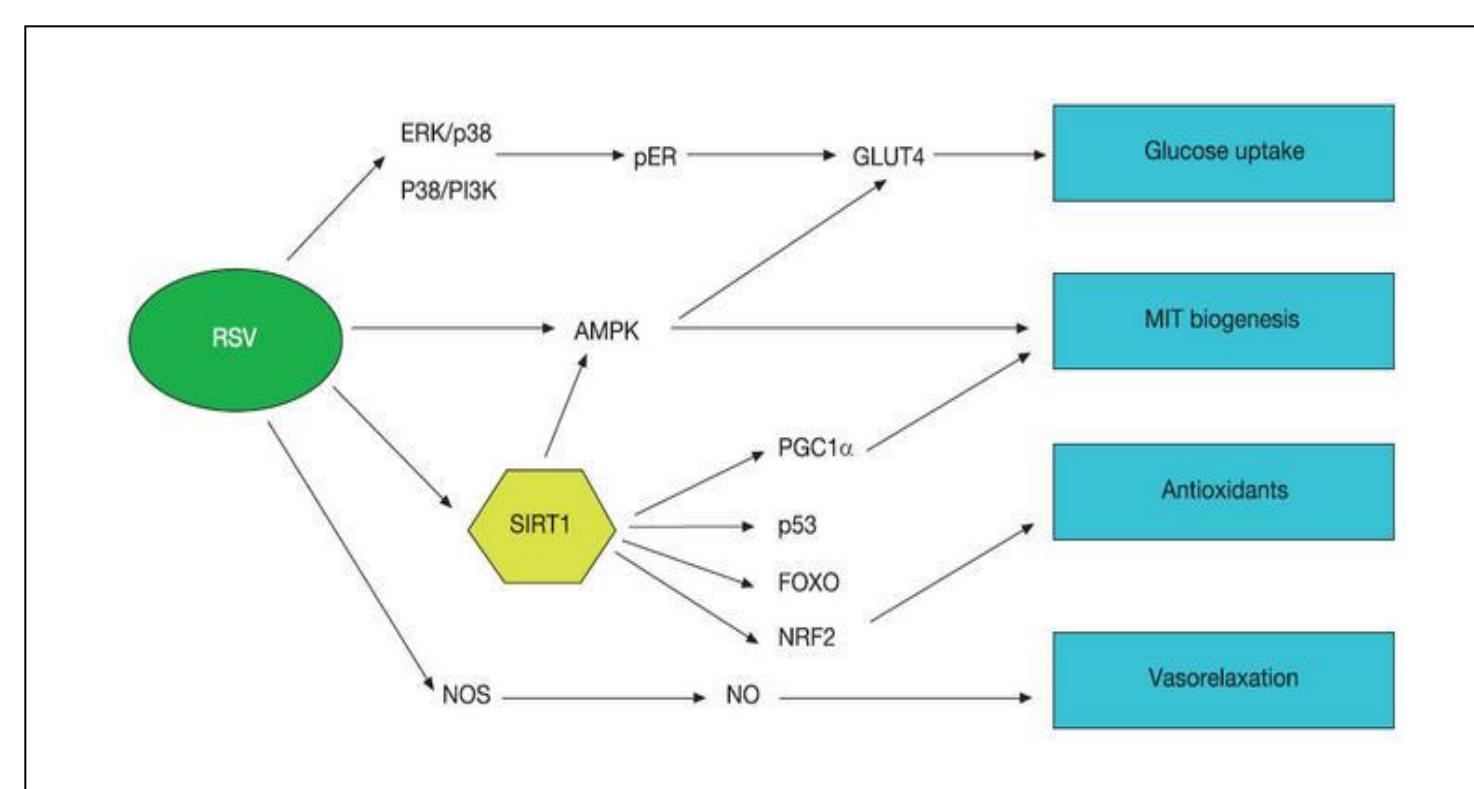 ERK/p38
P38/PI3K
pER
GLUT4
Glucose uptake
RSV
AMPK
MIT biogenesis
SIRT1
PGC1α
p53
FOXO
NRF2
Antioxidants
NOS
NO
Vasorelaxation